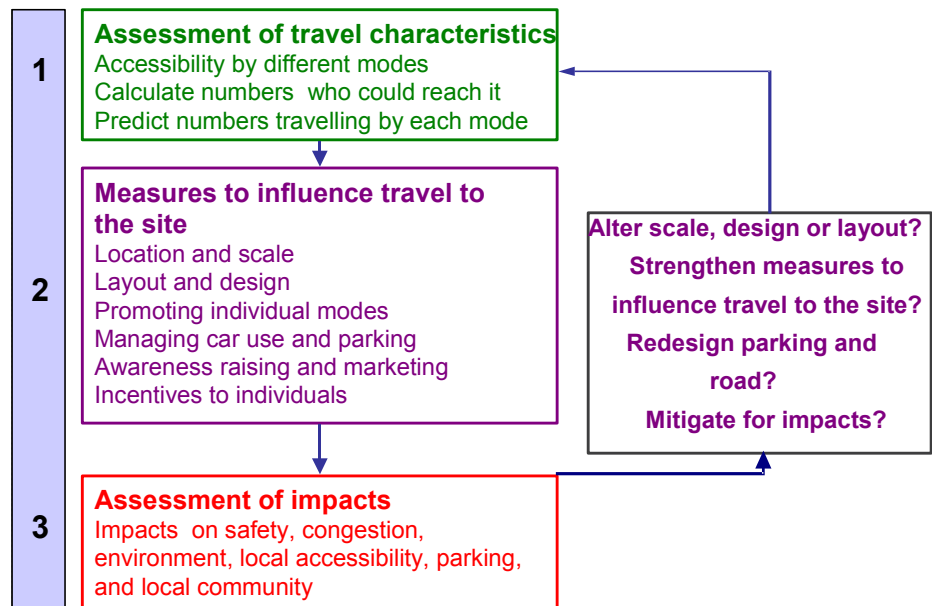 1
Assessment of travel characteristics
Accessibility by different modes
Calculate numbers who could reach it
Predict numbers travelling by each mode
2
Measures to influence travel to
the site
Location and scale
Layout and design
Promoting individual modes
Managing car use and parking
Awareness raising and marketing
Incentives to individuals
3
Assessment of impacts
Impacts on safety, congestion,
environment, local accessibility, parking,
and local community
Alter scale, design or layout?
Strengthen measures to
influence travel to the site?
Redesign parking and
road?
Mitigate for impacts?